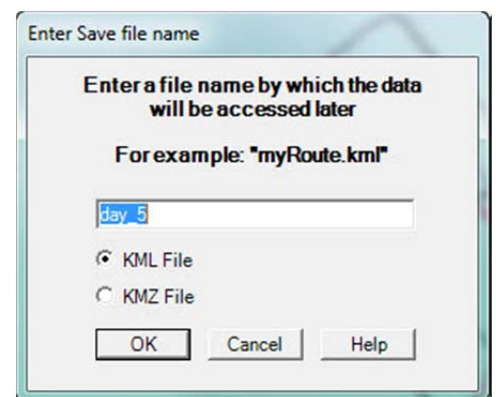 Enter Save file name
Enter a file name by which the data
will be accessed later
For example: "myRoute.kml"
day_5
KML File
KMZ File
OK Cancel Help